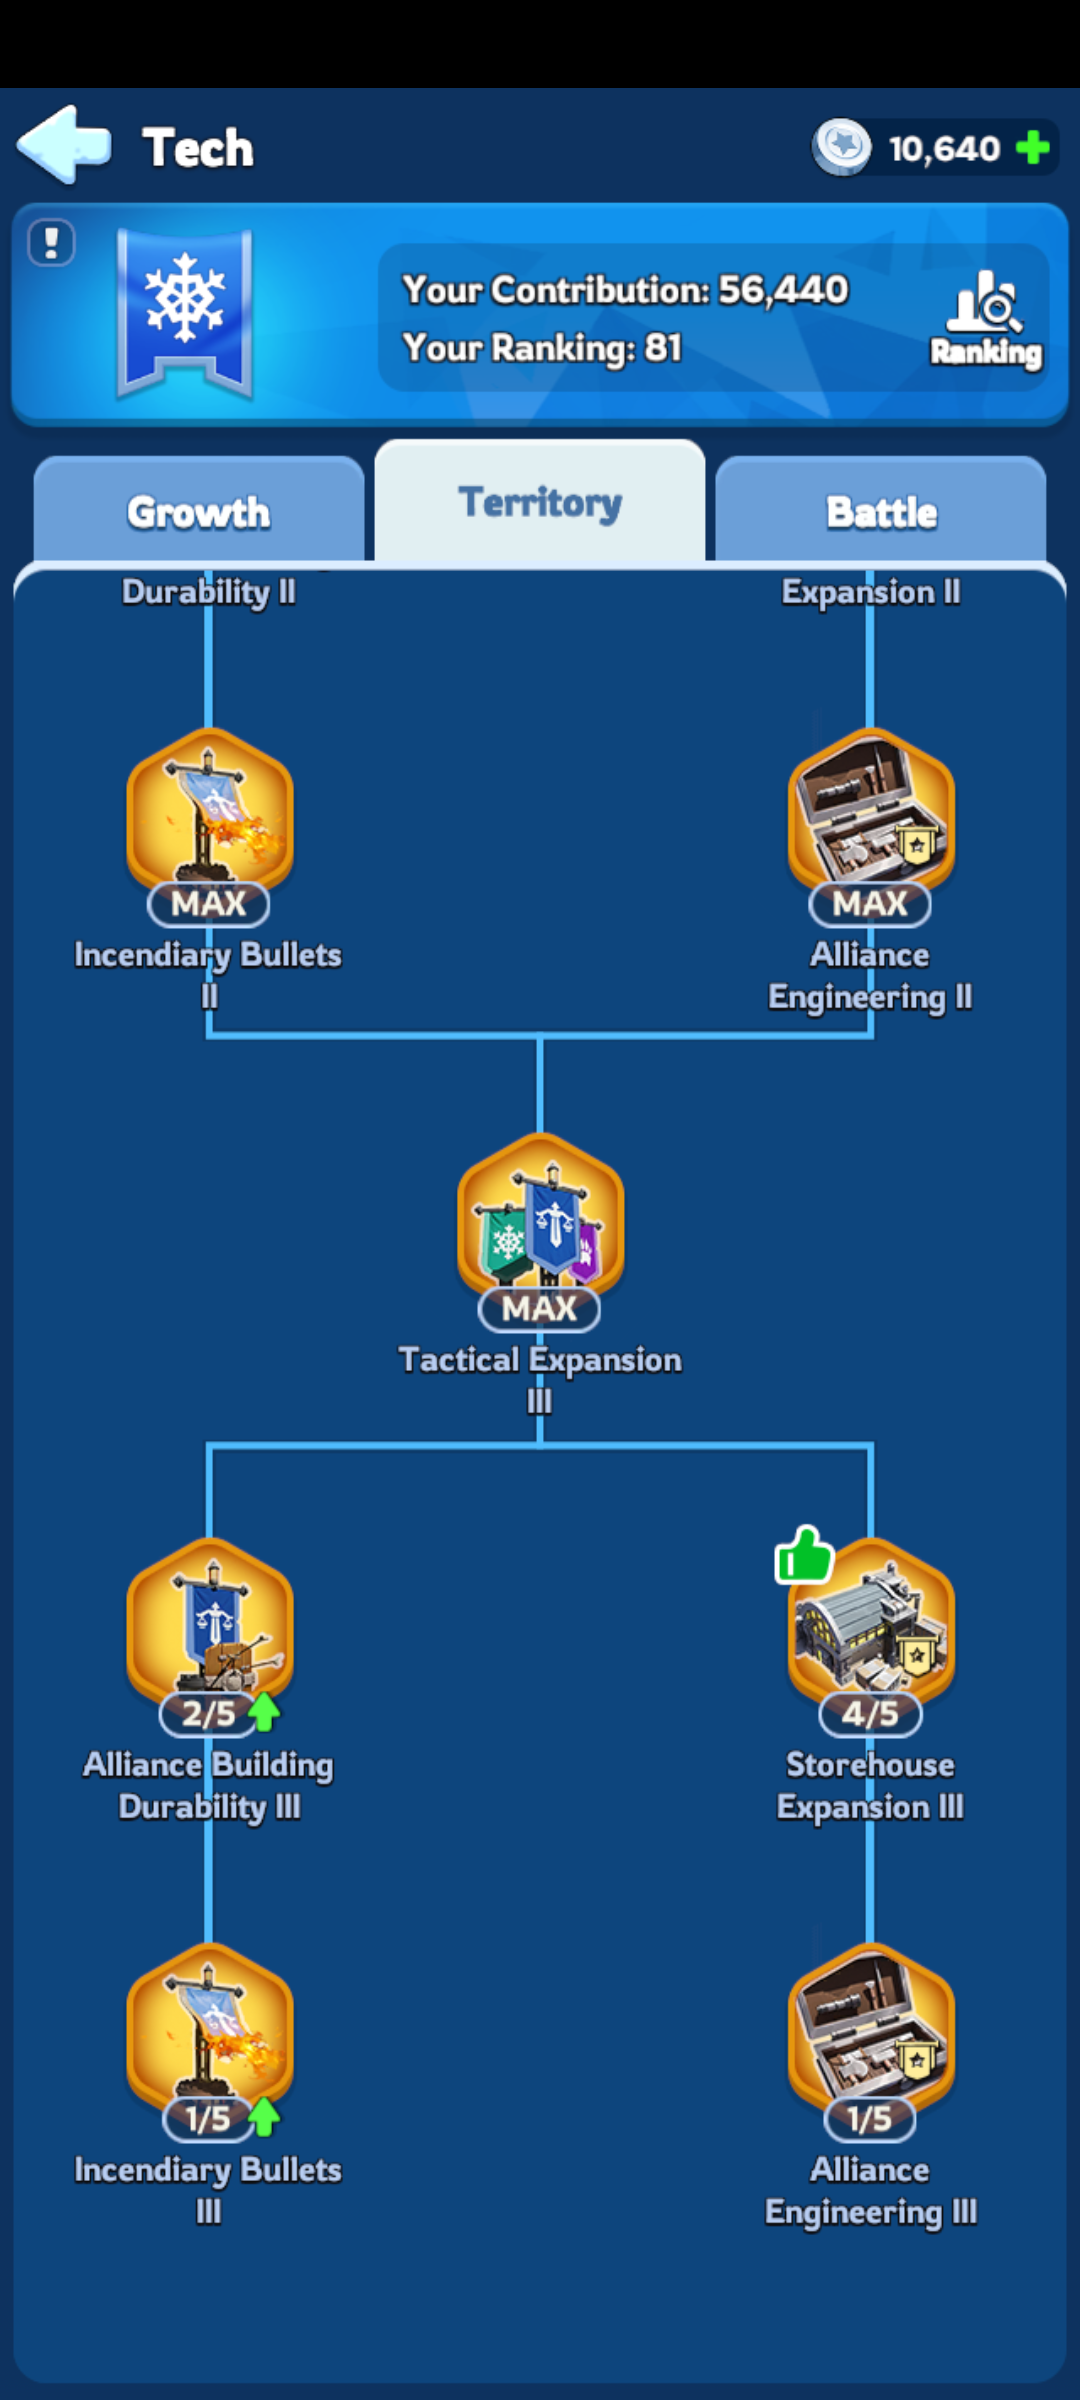 Tech
10,640
Your Contribution: 56,440
Your Ranking: 81
Ranking
Growth
Territory
Battle
Durability II
Expansion II
MAX
MAX
Incendiary Bullets
II
Alliance
Engineering II
MAX
Tactical Expansion
III
2/5
4/5
Alliance Building
Durability III
Storehouse
Expansion III
1/5
1/5
Incendiary Bullets
III
Alliance
Engineering III